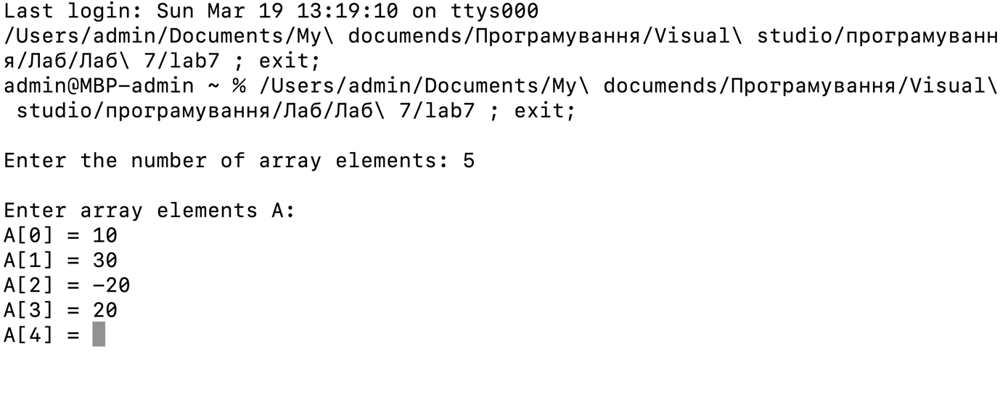 Last login: Sun Mar 19 13:19:10 on ttys000
/Users/admin/Documents/My\ documends/Програмування/Visual\ studio/програмуванн
я/Лаб/Лаб\ 7/lab7 ; exit;
admin@MBP-admin ~ % /Users/admin/Documents/My\ documends/Програмування/Visual\
 studio/програмування/Лаб/Лаб\ 7/lab7 ; exit;
Enter the number of array elements: 5
Enter array elements A:
A[0] = 10
A[1] = 30
A[2] = -20
A[3] = 20
A[4] =